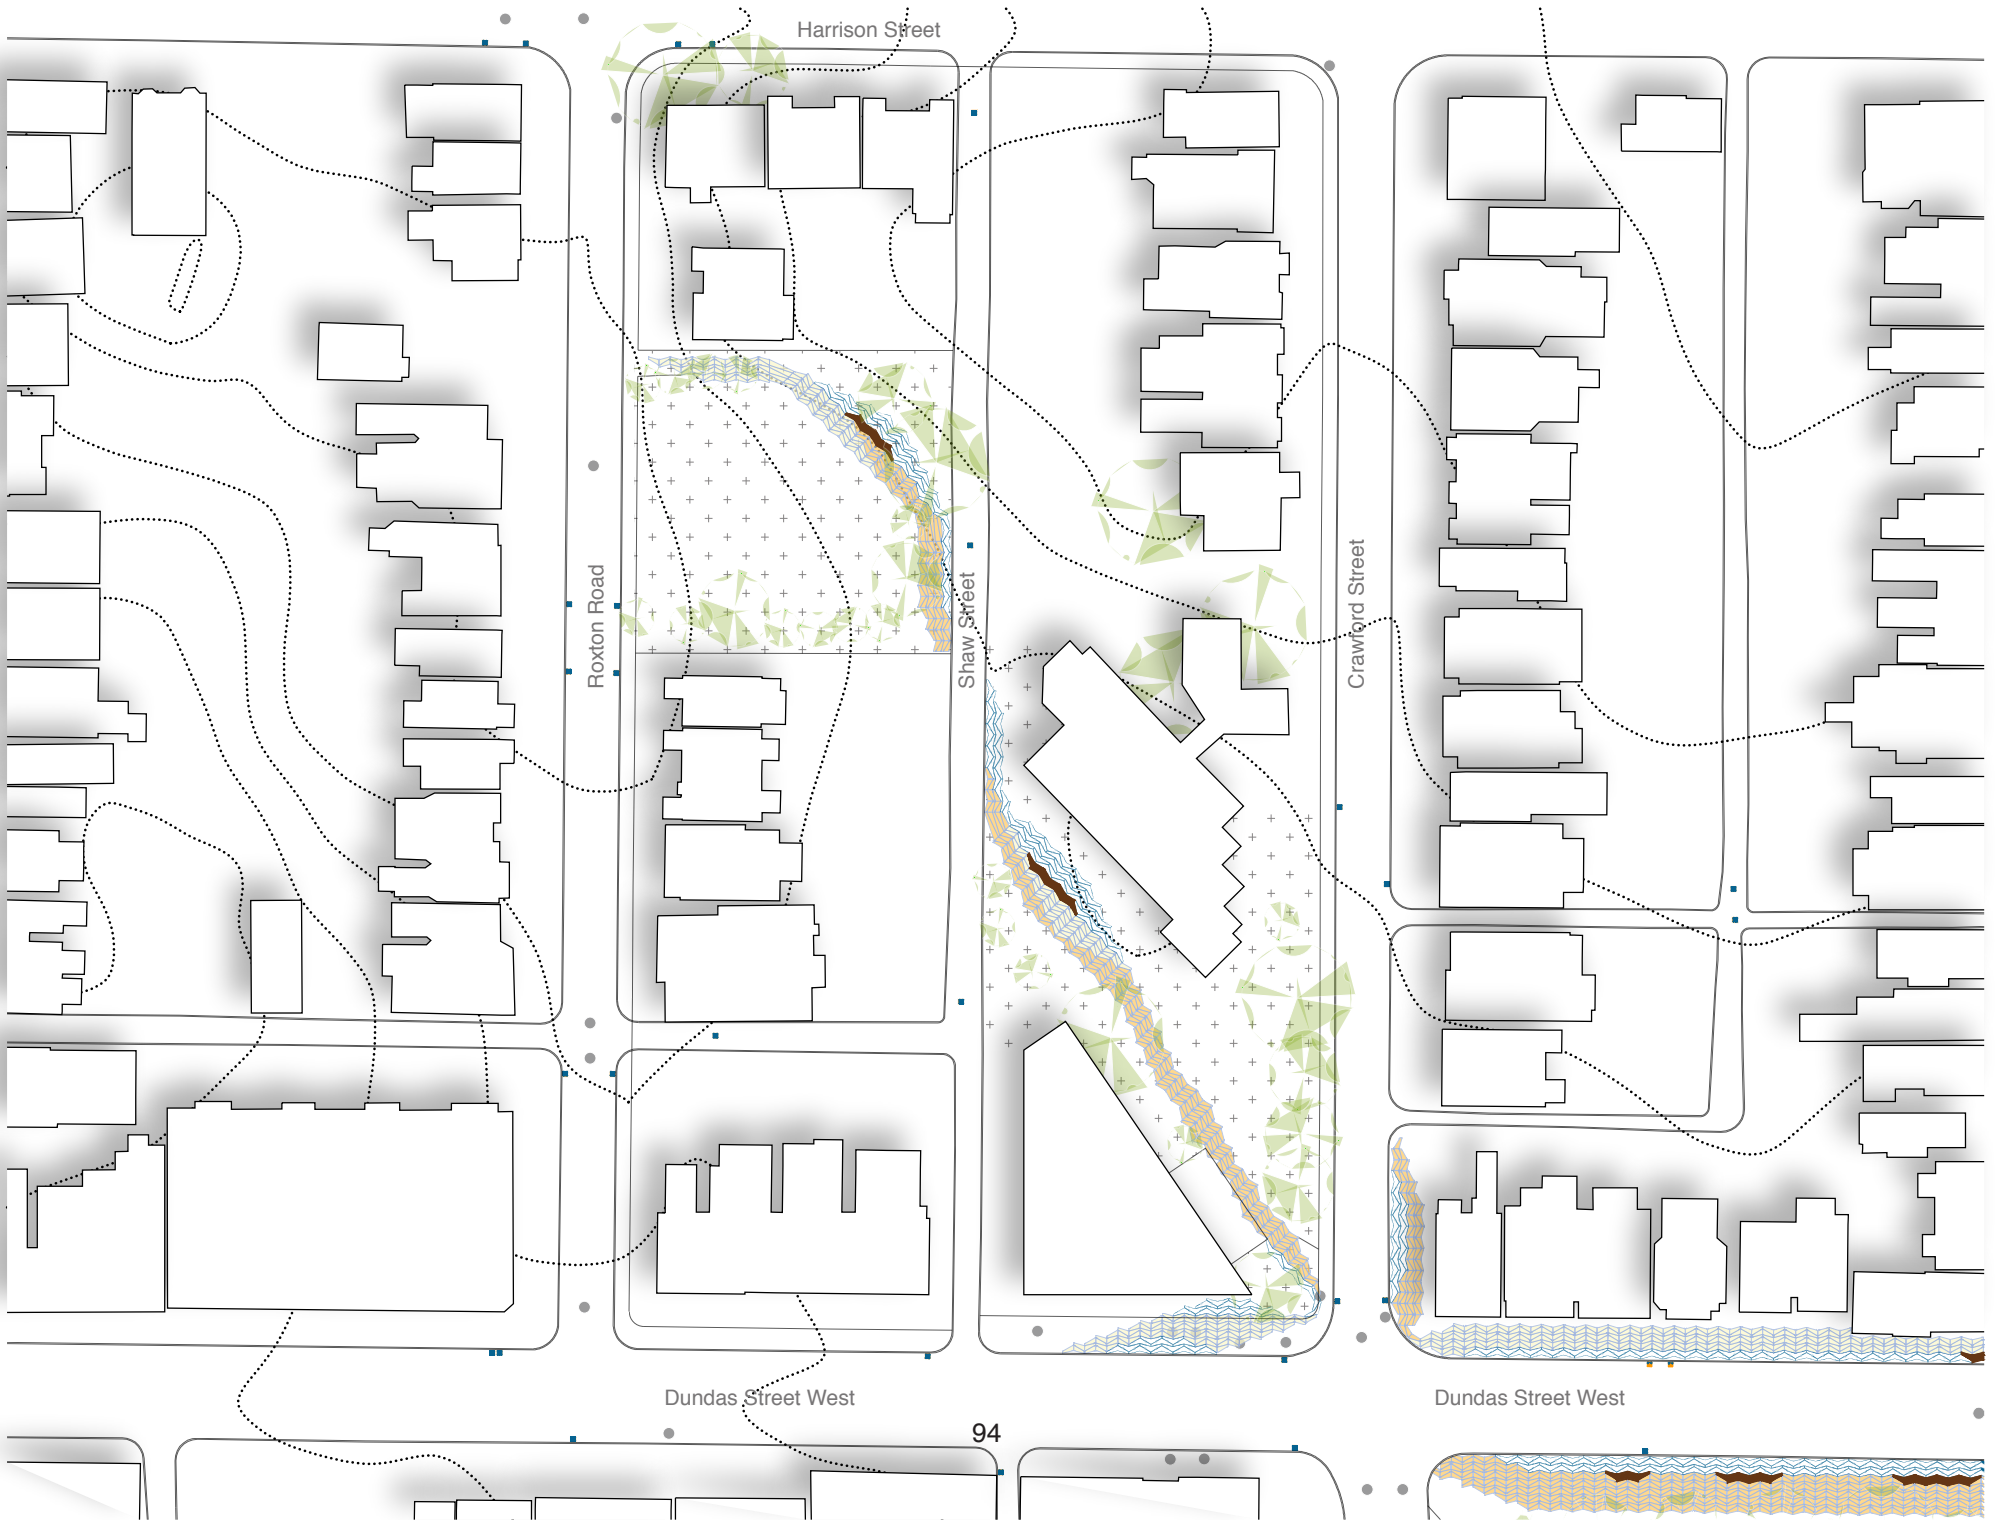 Harrison Street
Roxton Road
Shaw Street
Crawford Street
Dundas Street West
Dundas Street West
94